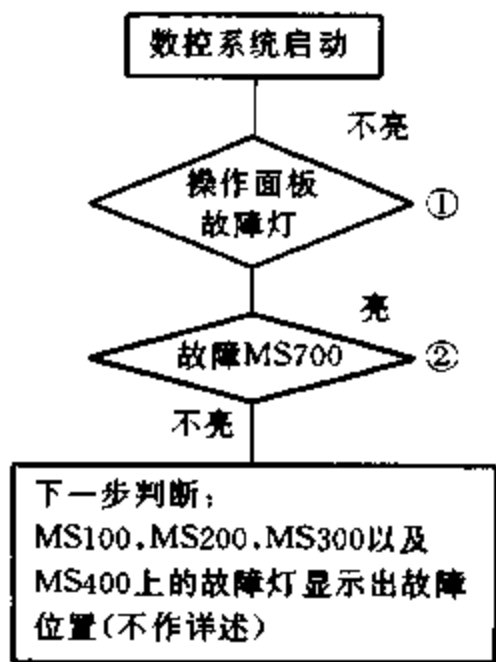 数控系统启动
不亮
操作面板
故障灯
①
亮
故障MS700
②
不亮
下一步判断:
MS100,MS200,MS300以及
MS400上的故障灯显示出故障
位置(不作详述)